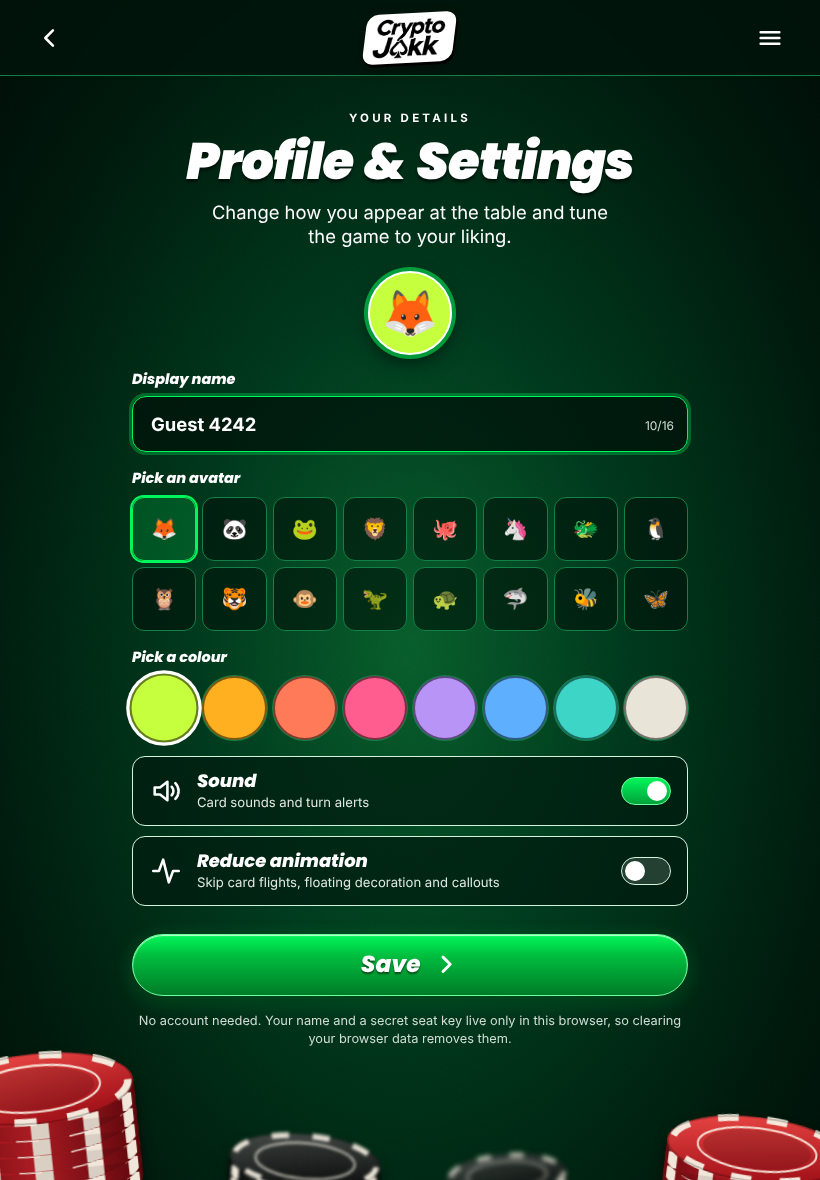 Crypto
Jokk
YOUR DETAILS
Profile & Settings
Change how you appear at the table and tune
the game to your liking.
Display name
Guest 4242
10/16
Pick an avatar
Pick a colour
Sound
Card sounds and turn alerts
Reduce animation
Skip card flights, floating decoration and callouts
Save
No account needed. Your name and a secret seat key live only in this browser, so clearing
your browser data removes them.